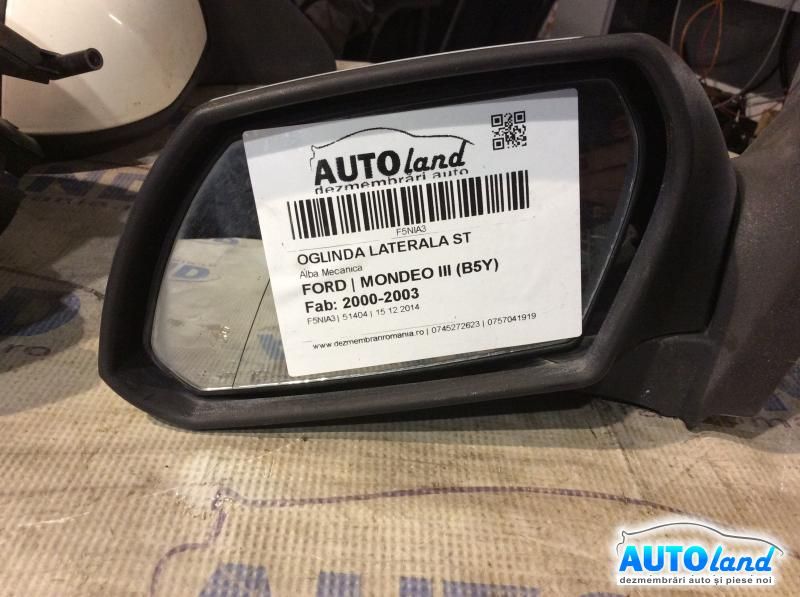 AUTOland
dezmembrări auto
F5NIA3
OGLINDA LATERALA ST
Alba Mecanica
FORD | MONDEO III (B5Y)
Fab: 2000-2003
F5NIA3 | 51404 | 15 12 2014
www.dezmembrariromania.ro | 0745272623 | 0757041919
AUTOland
dezmembrări auto și piese noi